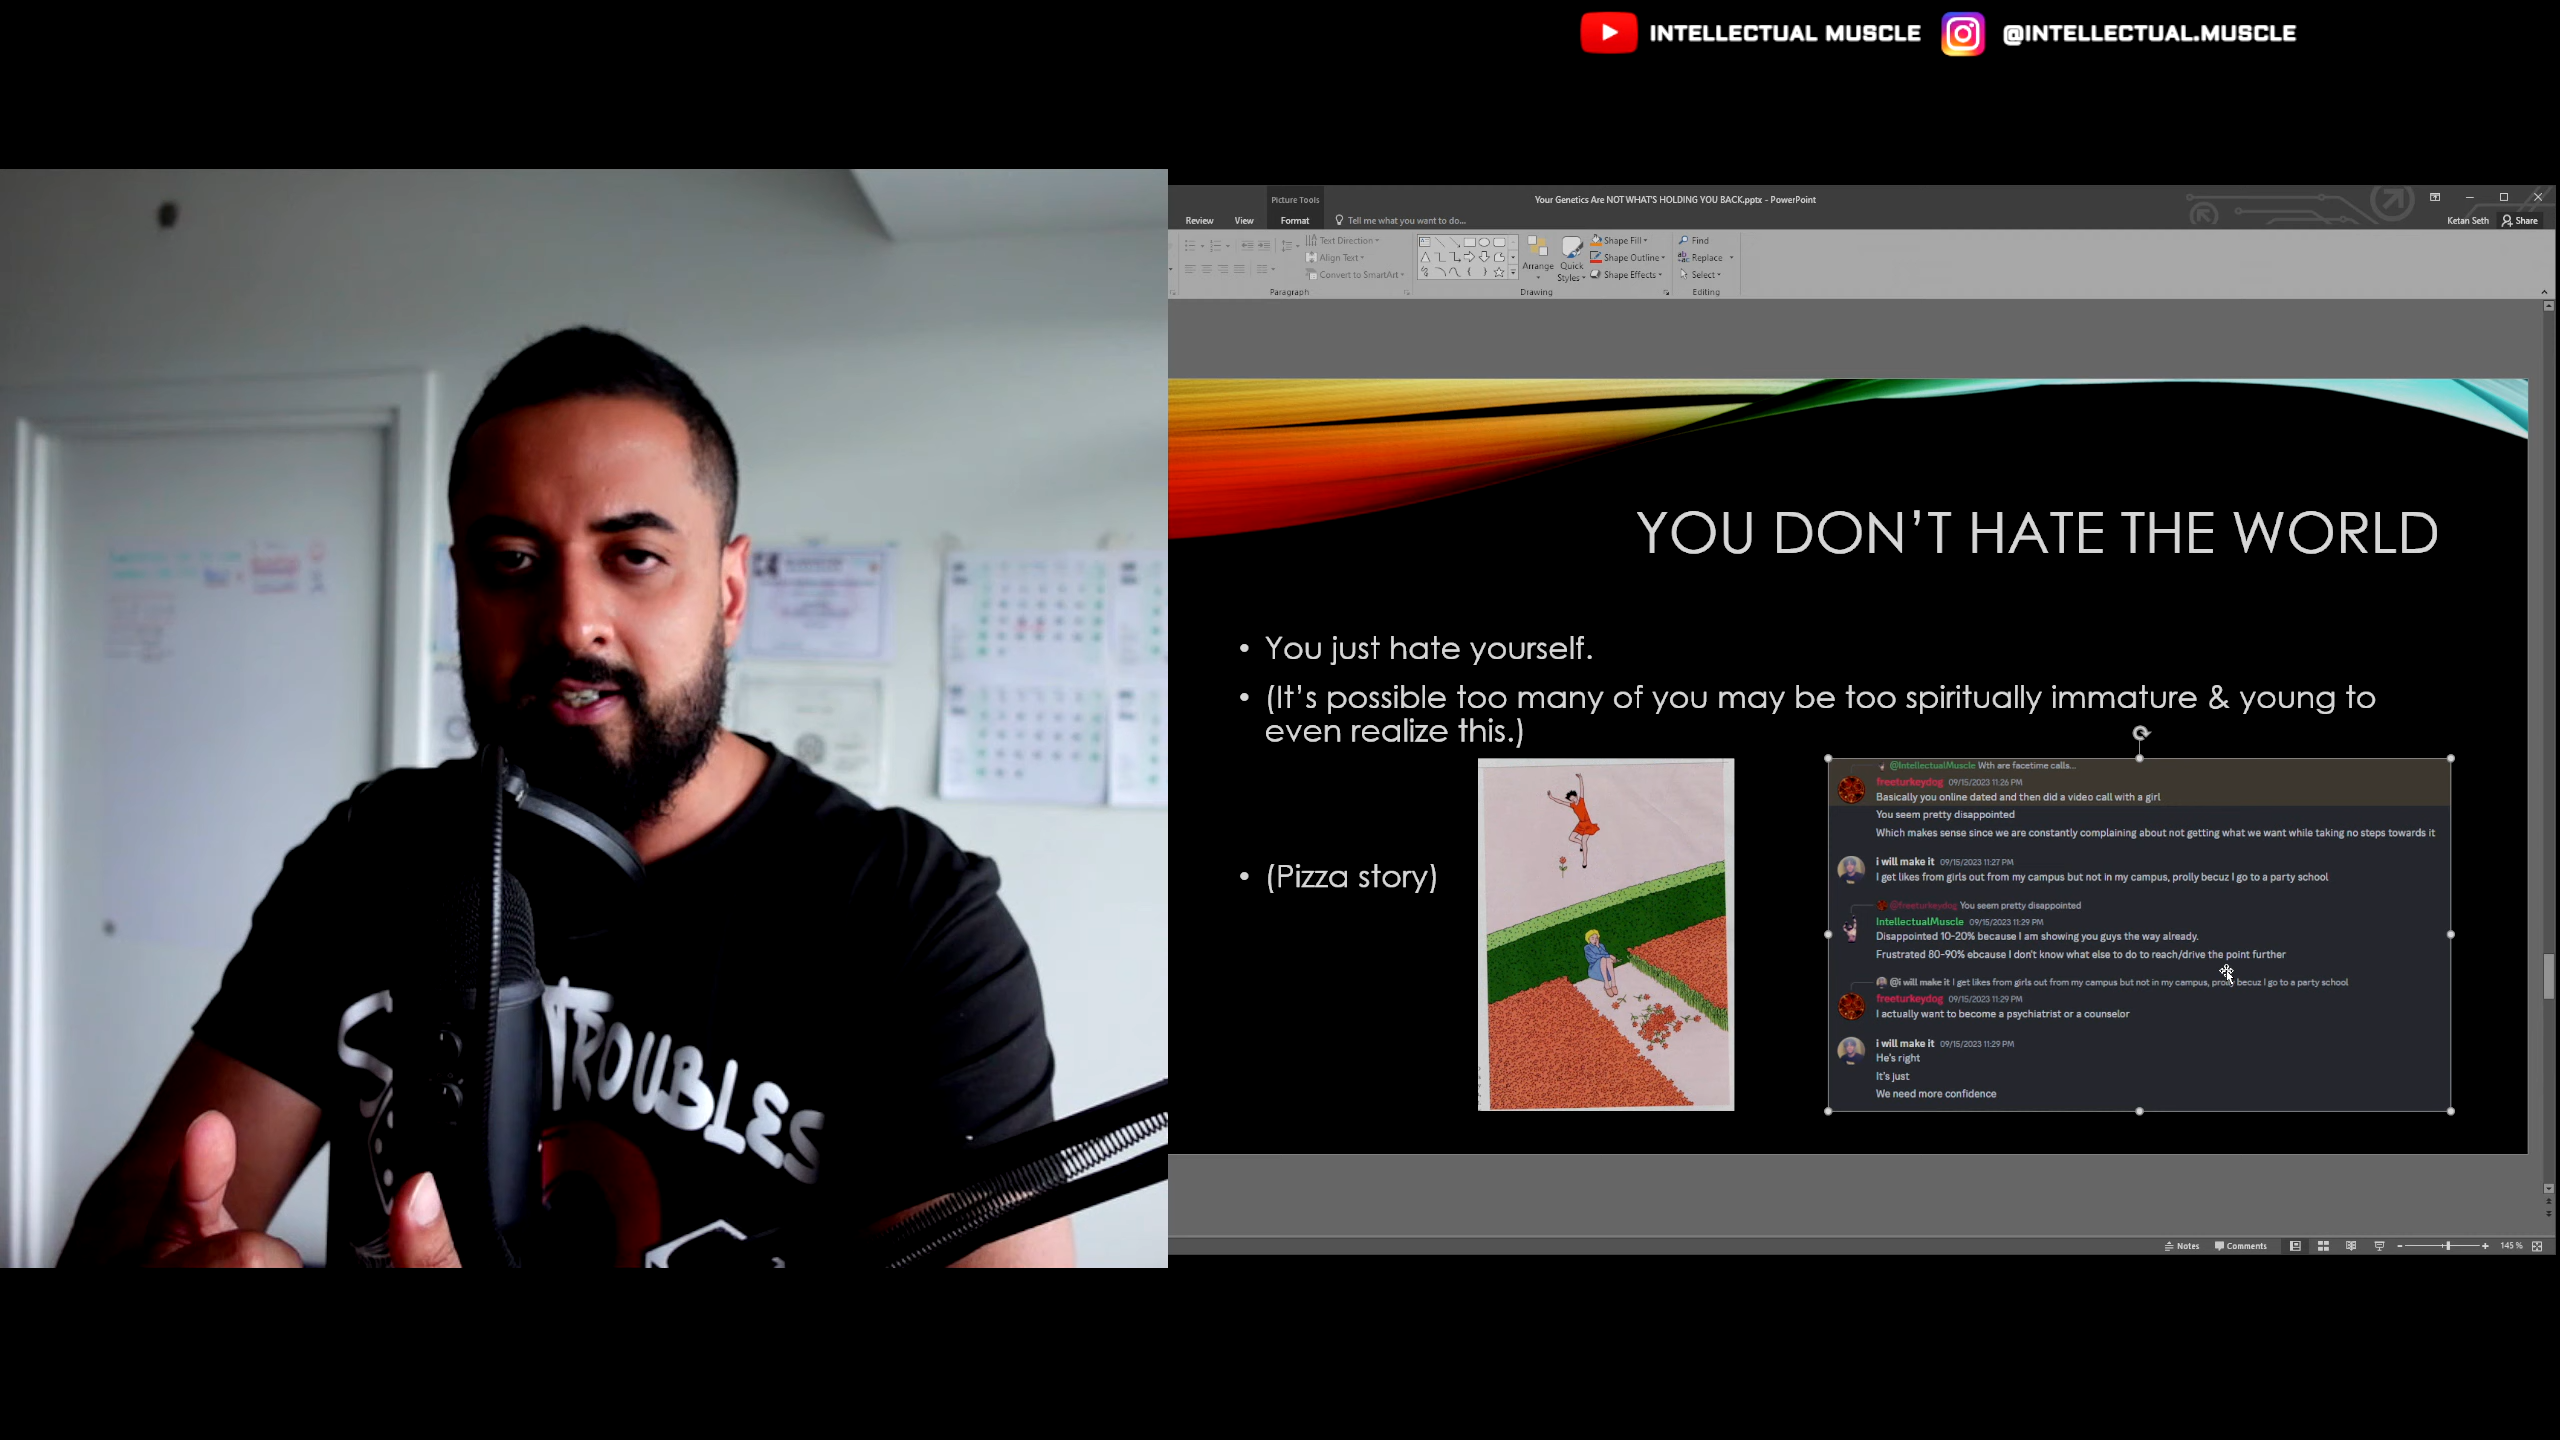 INTELLECTUAL MUSCLE @INTELLECTUAL.MUSCLE
Picture Tools
Your Genetics Are NOT WHAT'S HOLDING YOU BACK.pptx - PowerPoint
Review View Format Tell me what you want to do...
Ketan Seth Share
Text Direction
Align Text
Convert to SmartArt
Paragraph
Arrange
Quick Styles
Shape Fill
Shape Outline
Shape Effects
Drawing
Find
Replace
Select
Editing
YOU DON'T HATE THE WORLD
• You just hate yourself.
• (It's possible too many of you may be too spiritually immature & young to
even realize this.)
• (Pizza story)
@IntellectualMuscle Wth are facetime calls...
freeturkeydog 09/15/2023 11:26 PM
Basically you online dated and then did a video call with a girl
You seem pretty disappointed
Which makes sense since we are constantly complaining about not getting what we want while taking no steps towards it
i will make it 09/15/2023 11:27 PM
I get likes from girls out from my campus but not in my campus, prolly becuz I go to a party school
@freeturkeydog You seem pretty disappointed
IntellectualMuscle 09/15/2023 11:29 PM
Disappointed 10-20% because I am showing you guys the way already.
Frustrated 80-90% ebcause I don't know what else to do to reach/drive the point further
@i will make it I get likes from girls out from my campus but not in my campus, prolly becuz I go to a party school
freeturkeydog 09/15/2023 11:29 PM
I actually want to become a psychiatrist or a counselor
i will make it 09/15/2023 11:29 PM
He's right
It's just
We need more confidence
TROUBLES
Notes Comments 145 %